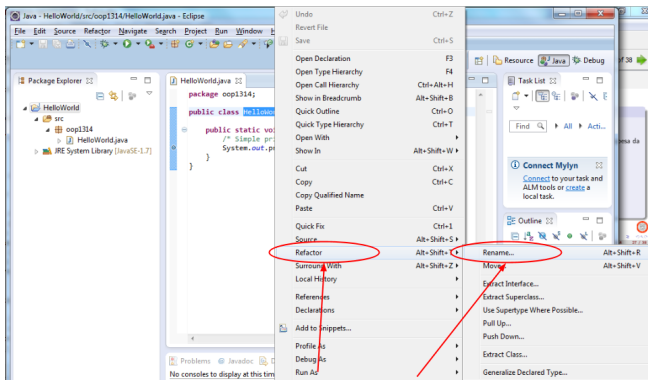 Java - HelloWorld/src/oop1314/HelloWorld.java - Eclipse
File Edit Source Refactor Navigate Search Project Run Window
Resource Java Debug
of 38
Package Explorer
HelloWorld
src
oop1314
HelloWorld.java
JRE System Library [JavaSE-1.7]
HelloWorld.java
package oop1314;
public class HelloWo
public static voi
/* Simple pri
System.out.p
}
}
Problems Javadoc
No consoles to display at this tim
Undo Ctrl+Z
Revert File
Save Ctrl+S
Open Declaration F3
Open Type Hierarchy F4
Open Call Hierarchy Ctrl+Alt+H
Show in Breadcrumb Alt+Shift+B
Quick Outline Ctrl+O
Quick Type Hierarchy Ctrl+T
Open With
Show In Alt+Shift+W
Cut Ctrl+X
Copy Ctrl+C
Copy Qualified Name
Paste Ctrl+V
Quick Fix Ctrl+1
Source Alt+Shift+S
Refactor Alt+Shift+T
Surround With Alt+Shift+Z
Local History
References
Declarations
Add to Snippets...
Profile As
Debug As
Run As
Task List
Find All Acti...
Connect Mylyn
Connect to your task and
ALM tools or create a
local task.
Outline
Rename... Alt+Shift+R
Move... Alt+Shift+V
Extract Interface...
Extract Superclass...
Use Supertype Where Possible...
Pull Up...
Push Down...
Extract Class...
Generalize Declared Type...